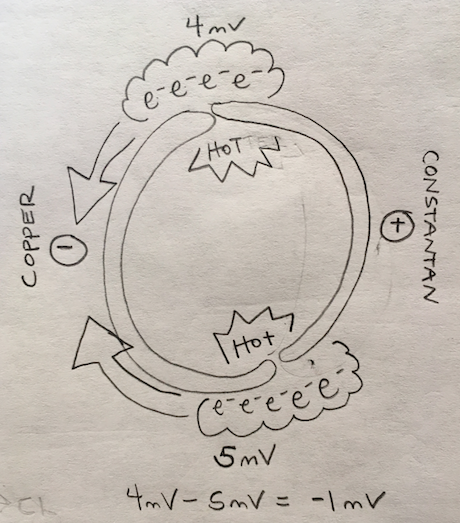 4mV
e⁻e⁻e⁻e⁻
HOT
COPPER
-
+
CONSTANTAN
Hot
e⁻e⁻e⁻e⁻e⁻
5mV
4mV-5mV = -1mV